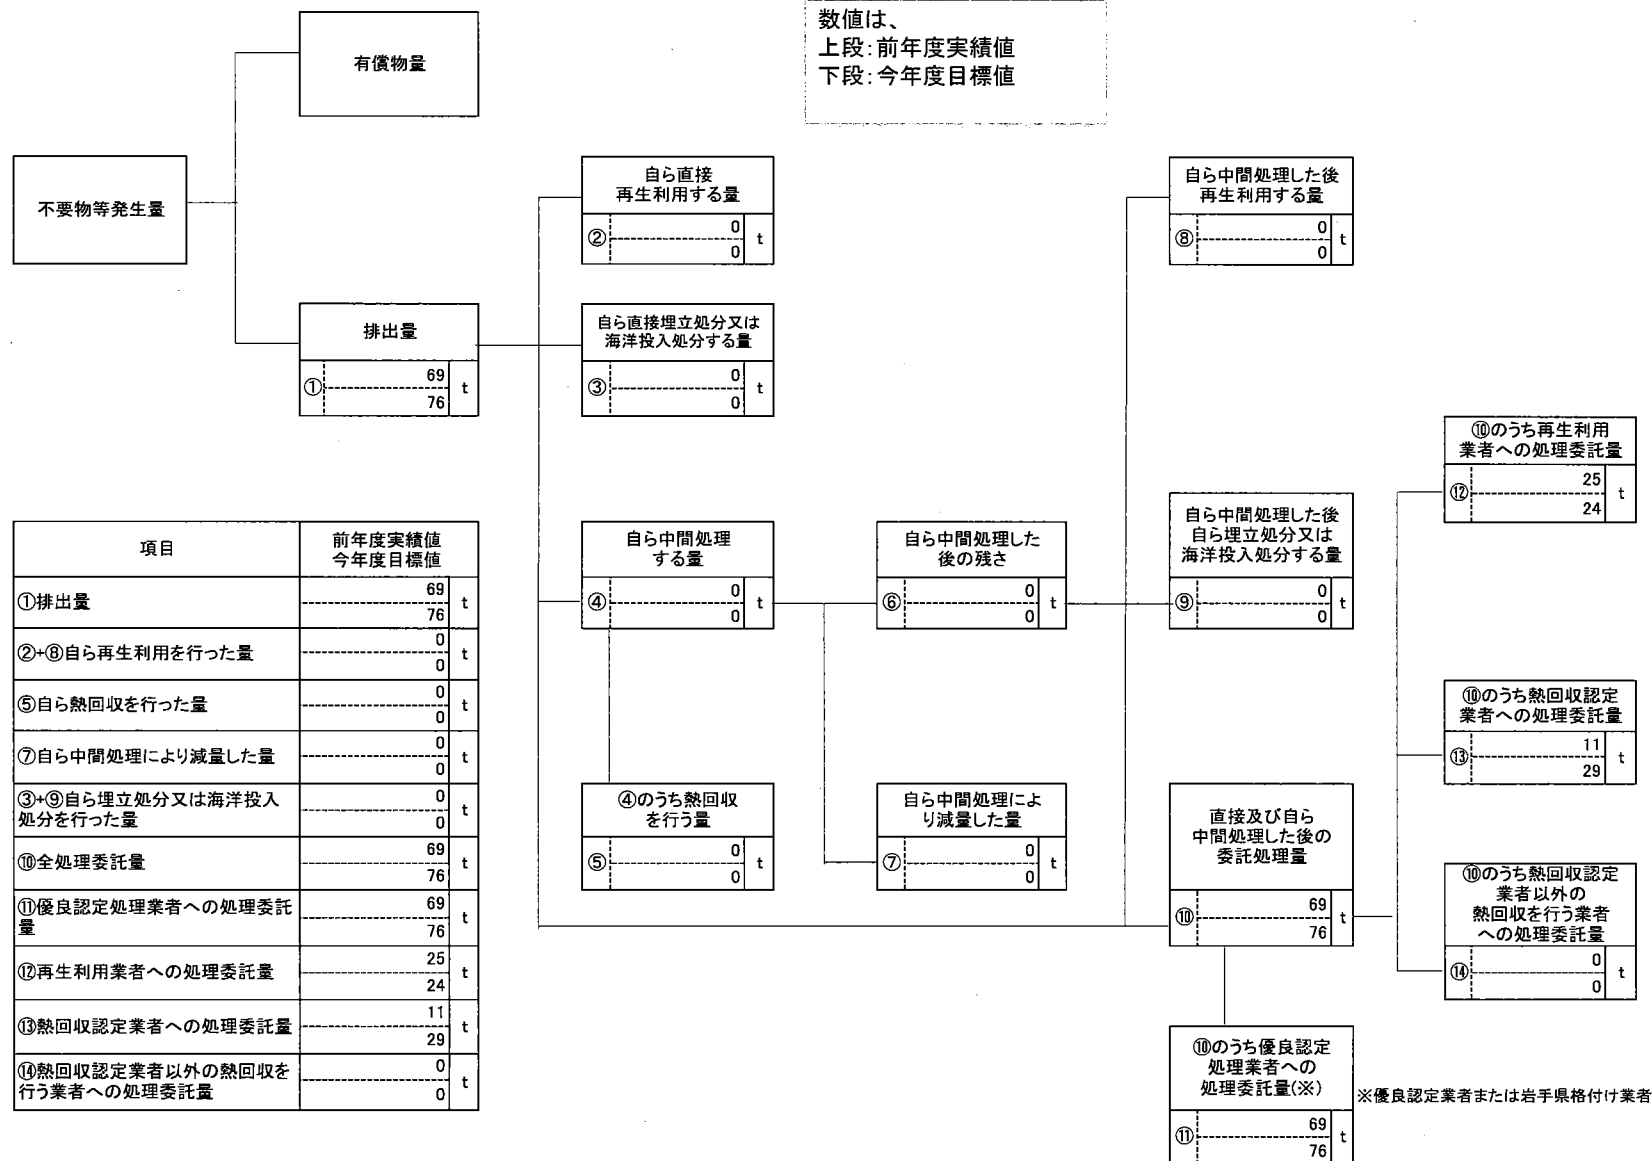 数値は、
上段:前年度実績値
下段:今年度目標値
有償物量
不要物等発生量
排出量
①
69
76
t
自ら直接
再生利用する量
②
0
0
t
自ら直接埋立処分又は
海洋投入処分する量
③
0
0
t
自ら中間処理
する量
④
0
0
t
④のうち熱回収
を行う量
⑤
0
0
t
自ら中間処理した
後の残さ
⑥
0
0
t
自ら中間処理によ
り減量した量
⑦
0
0
t
自ら中間処理した後
再生利用する量
⑧
0
0
t
自ら中間処理した後
自ら埋立処分又は
海洋投入処分する量
⑨
0
0
t
直接及び自ら
中間処理した後の
委託処理量
⑩
69
76
t
⑩のうち優良認定
処理業者への
処理委託量(※)
⑪
69
76
t
※優良認定業者または岩手県格付け業者
⑩のうち再生利用
業者への処理委託量
⑫
25
24
t
⑩のうち熱回収認定
業者への処理委託量
⑬
11
29
t
⑩のうち熱回収認定
業者以外の
熱回収を行う業者
への処理委託量
⑭
0
0
t
項目
前年度実績値
今年度目標値
①排出量
69
76
t
②+⑧自ら再生利用を行った量
0
0
t
⑤自ら熱回収を行った量
0
0
t
⑦自ら中間処理により減量した量
0
0
t
③+⑨自ら埋立処分又は海洋投入
処分を行った量
0
0
t
⑩全処理委託量
69
76
t
⑪優良認定処理業者への処理委託
量
69
76
t
⑫再生利用業者への処理委託量
25
24
t
⑬熱回収認定業者への処理委託量
11
29
t
⑭熱回収認定業者以外の熱回収を
行う業者への処理委託量
0
0
t